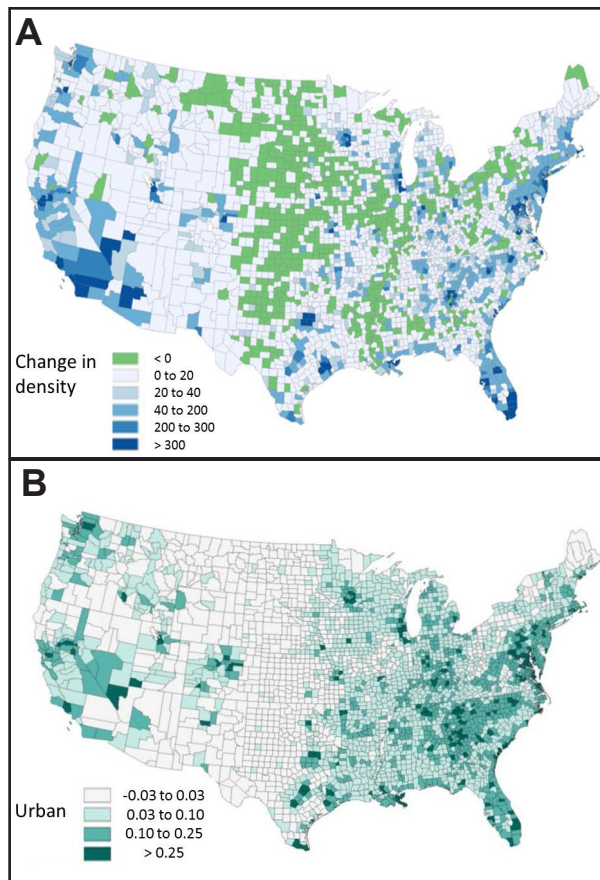 A
Change in
density
< 0
0 to 20
20 to 40
40 to 200
200 to 300
> 300
B
Urban
-0.03 to 0.03
0.03 to 0.10
0.10 to 0.25
> 0.25